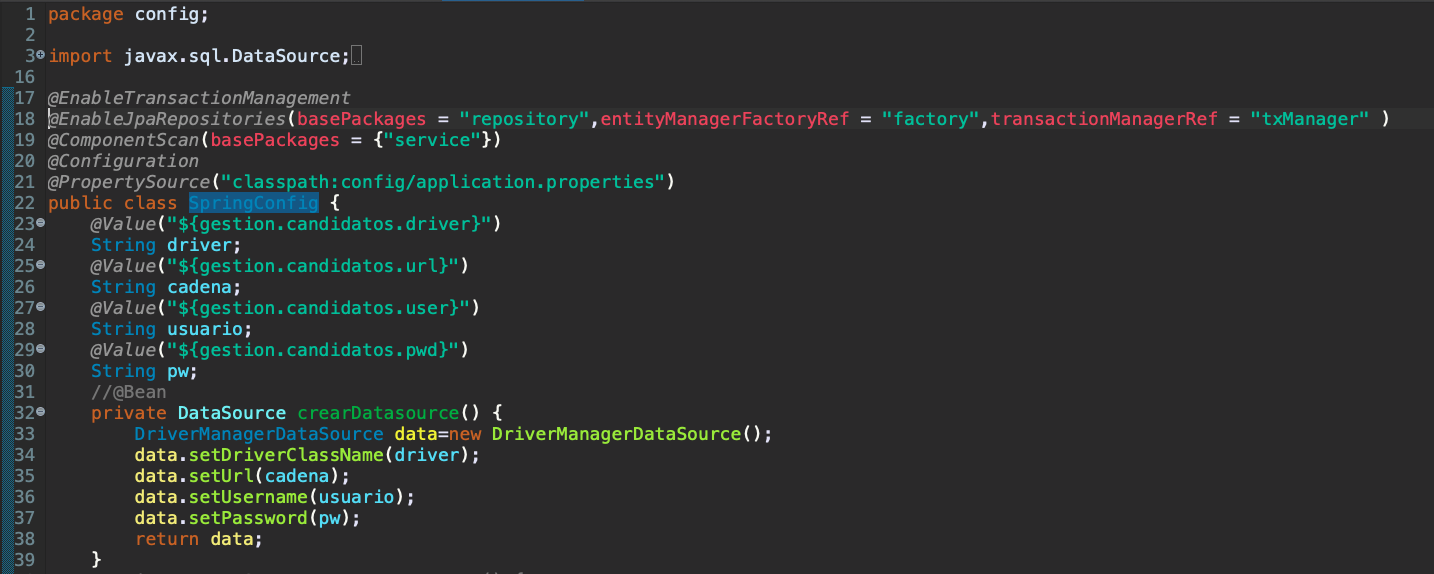 1 package config;
2
3 import javax.sql.DataSource;
16
17 @EnableTransactionManagement
18 @EnableJpaRepositories(basePackages = "repository",entityManagerFactoryRef = "factory",transactionManagerRef = "txManager" )
19 @ComponentScan(basePackages = {"service"})
20 @Configuration
21 @PropertySource("classpath:config/application.properties")
22 public class SpringConfig {
23 @Value("${gestion.candidatos.driver}")
24 String driver;
25 @Value("${gestion.candidatos.url}")
26 String cadena;
27 @Value("${gestion.candidatos.user}")
28 String usuario;
29 @Value("${gestion.candidatos.pwd}")
30 String pw;
31 //@Bean
32 private DataSource crearDatasource() {
33 DriverManagerDataSource data=new DriverManagerDataSource();
34 data.setDriverClassName(driver);
35 data.setUrl(cadena);
36 data.setUsername(usuario);
37 data.setPassword(pw);
38 return data;
39 }